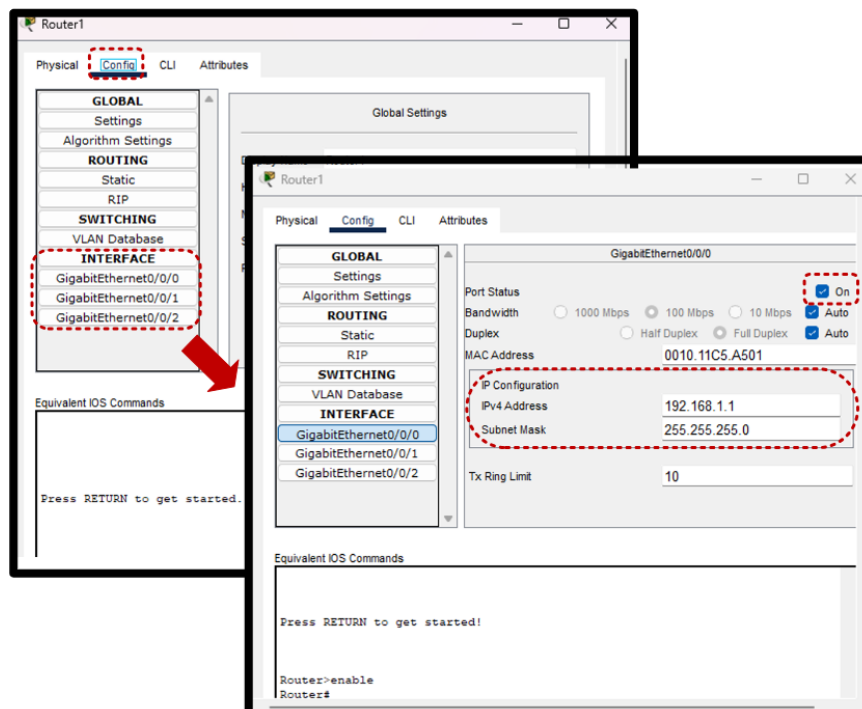 Router1
Physical Config CLI Attributes
GLOBAL
Settings
Algorithm Settings
ROUTING
Static
RIP
SWITCHING
VLAN Database
INTERFACE
GigabitEthernet0/0/0
GigabitEthernet0/0/1
GigabitEthernet0/0/2
Global Settings
Equivalent IOS Commands
Press RETURN to get started.
Router1
Physical Config CLI Attributes
GLOBAL
Settings
Algorithm Settings
ROUTING
Static
RIP
SWITCHING
VLAN Database
INTERFACE
GigabitEthernet0/0/0
GigabitEthernet0/0/1
GigabitEthernet0/0/2
GigabitEthernet0/0/0
Port Status On
Bandwidth 1000 Mbps 100 Mbps 10 Mbps Auto
Duplex Half Duplex Full Duplex Auto
MAC Address 0010.11C5.A501
IP Configuration
IPv4 Address 192.168.1.1
Subnet Mask 255.255.255.0
Tx Ring Limit 10
Equivalent IOS Commands
Press RETURN to get started!
Router>enable
Router#